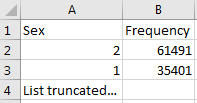 A B
1 Sex Frequency
2 2 61491
3 1 35401
4 List truncated...